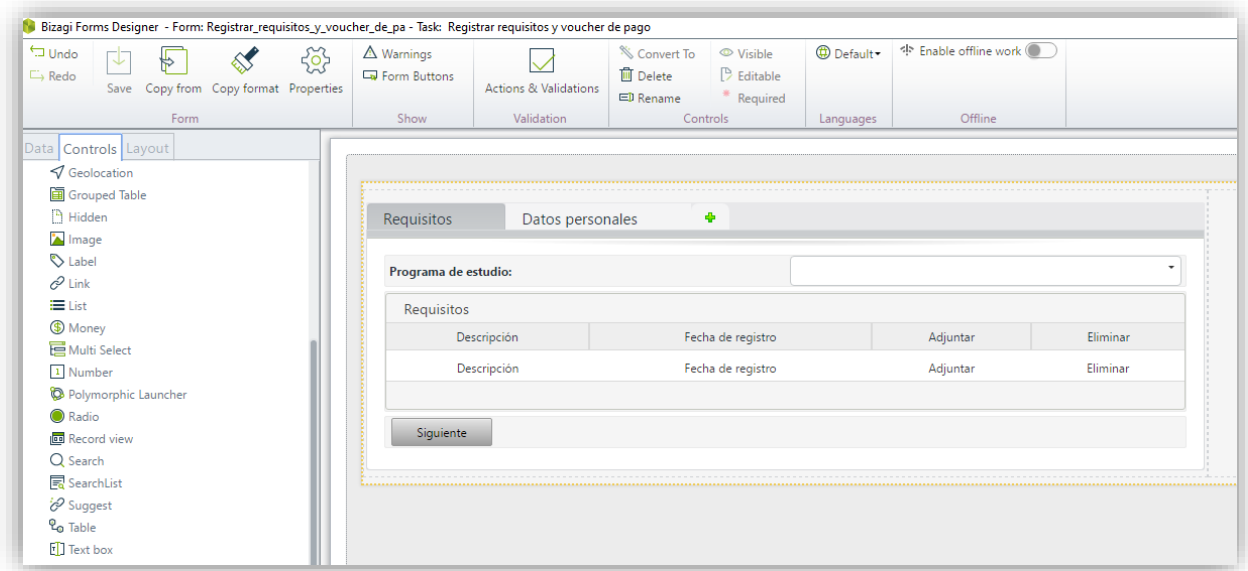 Bizagi Forms Designer - Form: Registrar_requisitos_y_voucher_de_pa - Task: Registrar requisitos y voucher de pago
Undo
Redo
Save Copy from Copy format Properties
Form
Warnings
Form Buttons
Show
Actions & Validations
Validation
Convert To Visible
Delete Editable
Rename Required
Controls
Default
Languages
Enable offline work
Offline
Data Controls Layout
Geolocation
Grouped Table
Hidden
Image
Label
Link
List
Money
Multi Select
Number
Polymorphic Launcher
Radio
Record view
Search
SearchList
Suggest
Table
Text box
Requisitos Datos personales
Programa de estudio:
Requisitos
Descripción Fecha de registro Adjuntar Eliminar
Descripción Fecha de registro Adjuntar Eliminar
Siguiente